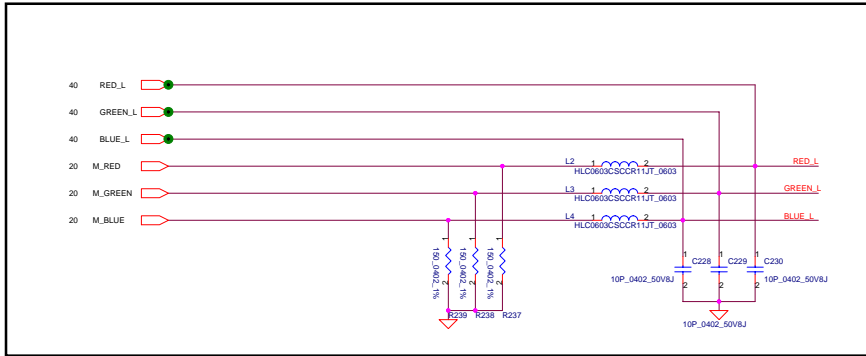 40 RED_L
40 GREEN_L
40 BLUE_L
20 M_RED
L2 1 2 RED_L
HLC0603CSCCR11JT_0603
20 M_GREEN
L3 1 2 GREEN_L
HLC0603CSCCR11JT_0603
20 M_BLUE
L4 1 2 BLUE_L
HLC0603CSCCR11JT_0603
1 1 1
150_0402_1% 150_0402_1% 150_0402_1%
2 2 2
R239 R238 R237
1 C228 1 C229 1 C230
2 2 2
10P_0402_50V8J 10P_0402_50V8J
10P_0402_50V8J